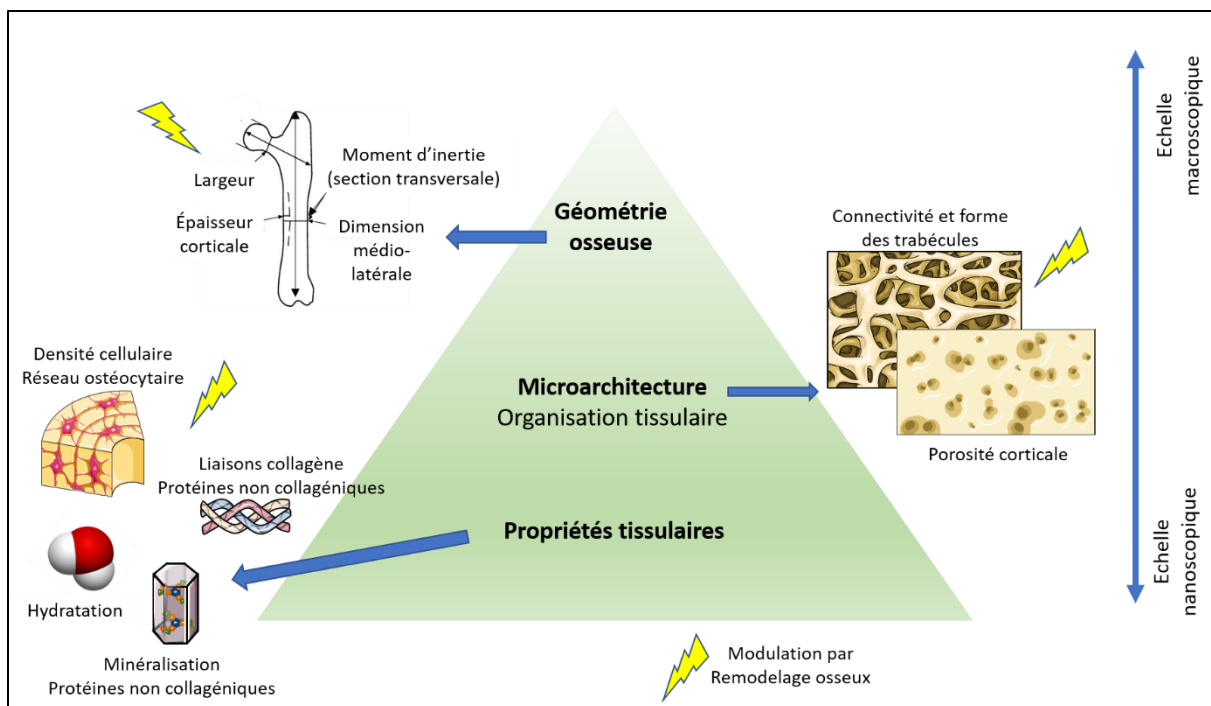 Largeur
Moment d'inertie
(section transversale)
Épaisseur
corticale
Dimension
médio-
latérale
Géométrie
osseuse
Connectivité et forme
des trabécules
Echelle
macroscopique
Densité cellulaire
Réseau ostéocytaire
Microarchitecture
Organisation tissulaire
Porosité corticale
Liaisons collagène
Protéines non collagéniques
Propriétés tissulaires
Echelle
nanoscopique
Hydratation
Minéralisation
Protéines non collagéniques
Modulation par
Remodelage osseux